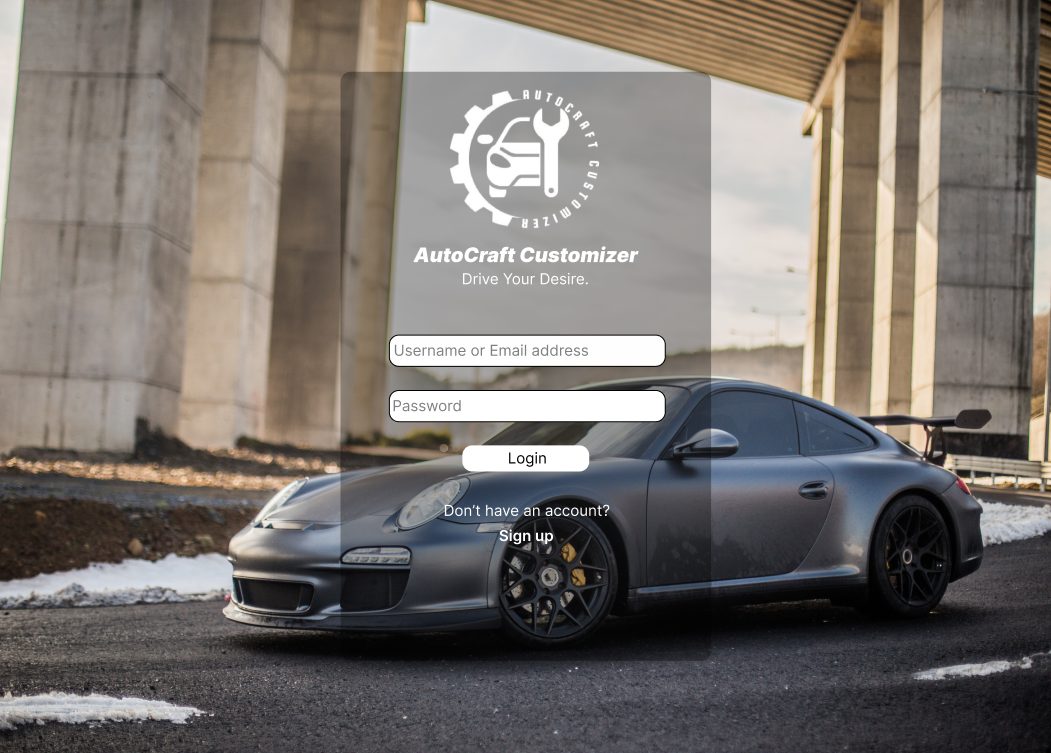 AUTOCRAFT CUSTOMIZER
AutoCraft Customizer
Drive Your Desire.
Username or Email address
Password
Login
Don’t have an account?
Sign up